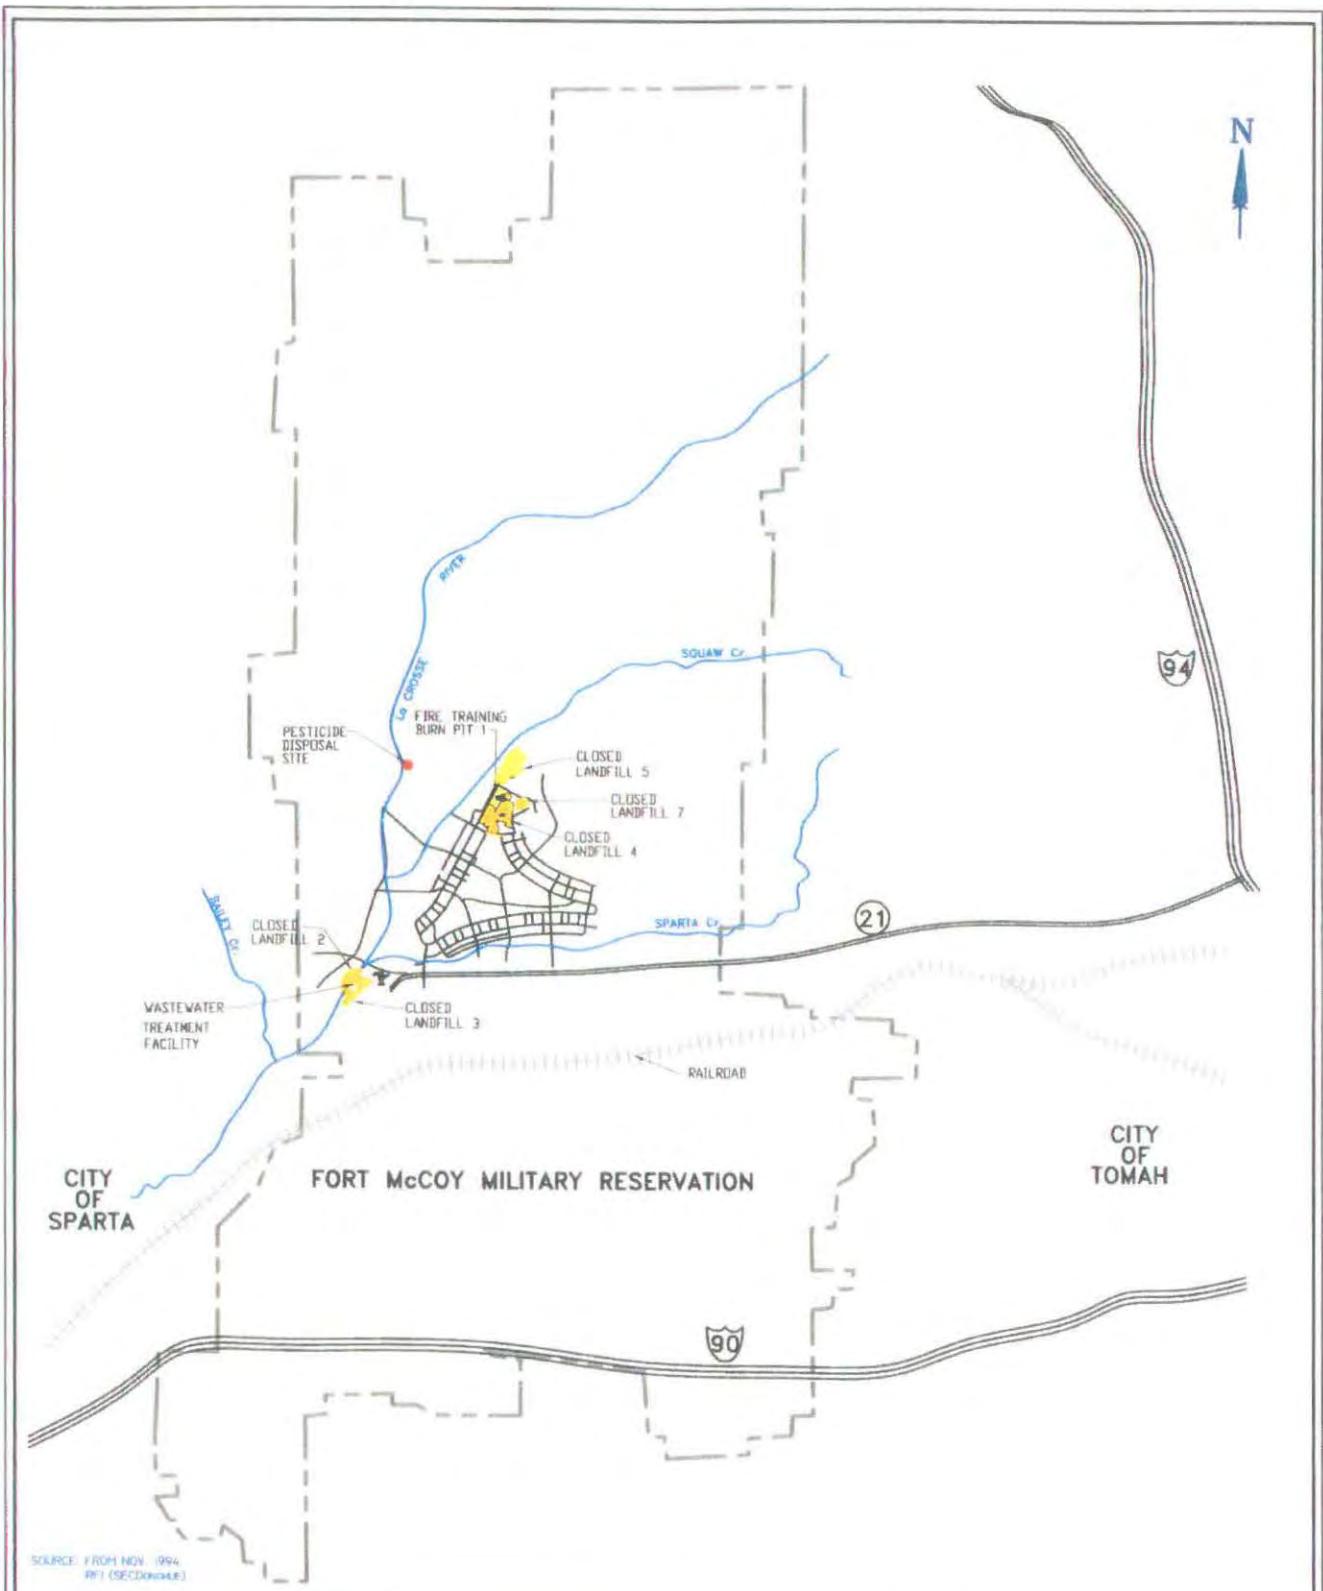 N
RIVER
La CROSSE
SQUAW Cr.
94
FIRE TRAINING
BURN PIT 1
PESTICIDE
DISPOSAL
SITE
CLOSED
LANDFILL 5
CLOSED
LANDFILL 7
CLOSED
LANDFILL 4
BAILEY Cr.
CLOSED
LANDFILL 2
SPARTA Cr.
21
WASTEWATER
TREATMENT
FACILITY
CLOSED
LANDFILL 3
RAILROAD
CITY
OF
TOMAH
CITY
OF
SPARTA
FORT McCOY MILITARY RESERVATION
90
SOURCE: FROM NOV. 1994
RFI (SECDONOHUE)